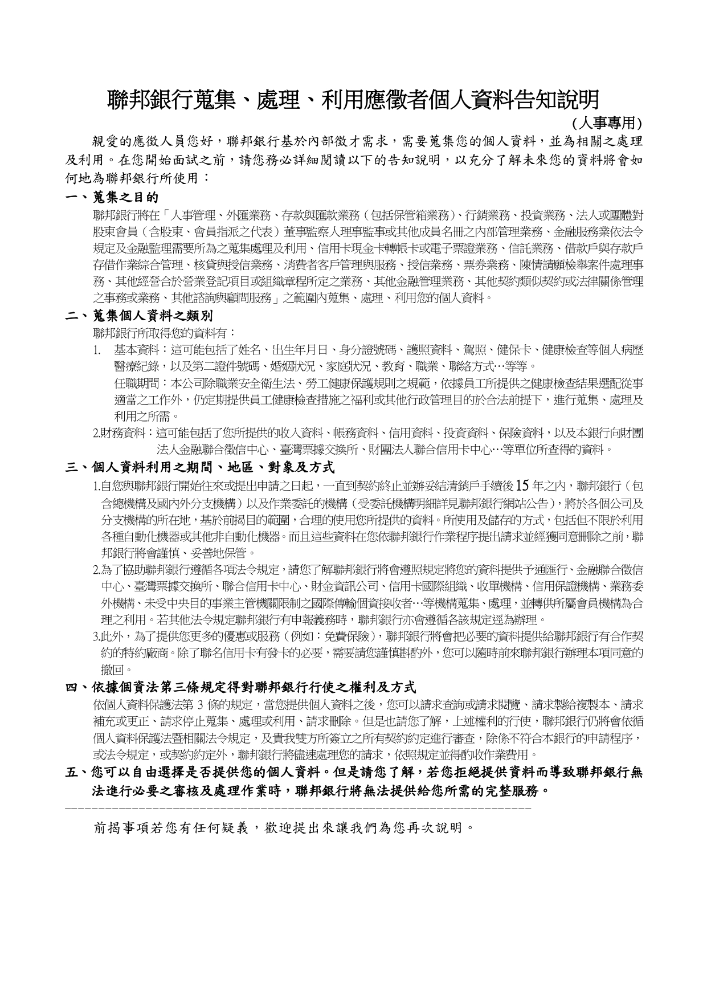 聯邦銀行蒐集、處理、利用應徵者個人資料告知說明
(人事專用)
親愛的應徵人員您好，聯邦銀行基於內部徵才需求，需要蒐集您的個人資料，並為相關之處理
及利用。在您開始面試之前，請您務必詳細閱讀以下的告知說明，以充分了解未來您的資料將會如
何地為聯邦銀行所使用：
一、蒐集之目的
聯邦銀行將在「人事管理、外匯業務、存款與匯款業務（包括保管箱業務）、行銷業務、投資業務、法人或團體對
股東會員（含股東、會員指派之代表）董事監察人理事監事或其他成員名冊之內部管理業務、金融服務業依法令
規定及金融監理需要所為之蒐集處理及利用、信用卡現金卡轉帳卡或電子票證業務、信託業務、借款戶與存款戶
存借作業綜合管理、核貸與授信業務、消費者客戶管理與服務、授信業務、票券業務、陳情請願檢舉案件處理事
務、其他經營合於營業登記項目或組織章程所定之業務、其他金融管理業務、其他契約類似契約或法律關係管理
之事務或業務、其他諮詢與顧問服務」之範圍內蒐集、處理、利用您的個人資料。
二、蒐集個人資料之類別
聯邦銀行所取得您的資料有：
1. 基本資料：這可能包括了姓名、出生年月日、身分證號碼、護照資料、駕照、健保卡、健康檢查等個人病歷
醫療紀錄，以及第二證件號碼、婚姻狀況、家庭狀況、教育、職業、聯絡方式…等等。
任職期間：本公司除職業安全衛生法、勞工健康保護規則之規範，依據員工所提供之健康檢查結果選配從事
適當之工作外，仍定期提供員工健康檢查措施之福利或其他行政管理目的於合法前提下，進行蒐集、處理及
利用之所需。
2.財務資料：這可能包括了您所提供的收入資料、帳務資料、信用資料、投資資料、保險資料，以及本銀行向財團
法人金融聯合徵信中心、臺灣票據交換所、財團法人聯合信用卡中心…等單位所查得的資料。
三、個人資料利用之期間、地區、對象及方式
1.自您與聯邦銀行開始往來或提出申請之日起，一直到契約終止並辦妥結清銷戶手續後 15 年之內，聯邦銀行（包
含總機構及國內外分支機構）以及作業委託的機構（受委託機構明細詳見聯邦銀行網站公告），將於各個公司及
分支機構的所在地，基於前揭目的範圍，合理的使用您所提供的資料。所使用及儲存的方式，包括但不限於利用
各種自動化機器或其他非自動化機器。而且這些資料在您依聯邦銀行作業程序提出請求並經獲同意刪除之前，聯
邦銀行將會謹慎、妥善地保管。
2.為了協助聯邦銀行遵循各項法令規定，請您了解聯邦銀行將會遵照規定將您的資料提供予通匯行、金融聯合徵信
中心、臺灣票據交換所、聯合信用卡中心、財金資訊公司、信用卡國際組織、收單機構、信用保證機構、業務委
外機構、未受中央目的事業主管機關限制之國際傳輸個資接收者…等機構蒐集、處理，並轉供所屬會員機構為合
理之利用。若其他法令規定聯邦銀行有申報義務時，聯邦銀行亦會遵循各該規定逕為辦理。
3.此外，為了提供您更多的優惠或服務（例如：免費保險），聯邦銀行將會把必要的資料提供給聯邦銀行有合作契
約的特約廠商。除了聯名信用卡有發卡的必要，需要請您謹慎斟酌外，您可以隨時前來聯邦銀行辦理本項同意的
撤回。
四、依據個資法第三條規定得對聯邦銀行行使之權利及方式
依個人資料保護法第 3 條的規定，當您提供個人資料之後，您可以請求查詢或請求閱覽、請求製給複製本、請求
補充或更正、請求停止蒐集、處理或利用、請求刪除。但是也請您了解，上述權利的行使，聯邦銀行仍將會依循
個人資料保護法暨相關法令規定，及貴我雙方所簽立之所有契約約定進行審查，除係不符合本銀行的申請程序，
或法令規定，或契約約定外，聯邦銀行將儘速處理您的請求，依照規定並得酌收作業費用。
五、您可以自由選擇是否提供您的個人資料。但是請您了解，若您拒絕提供資料而導致聯邦銀行無
法進行必要之審核及處理作業時，聯邦銀行將無法提供給您所需的完整服務。
----------------------------------------------------------------------
前揭事項若您有任何疑義，歡迎提出來讓我們為您再次說明。